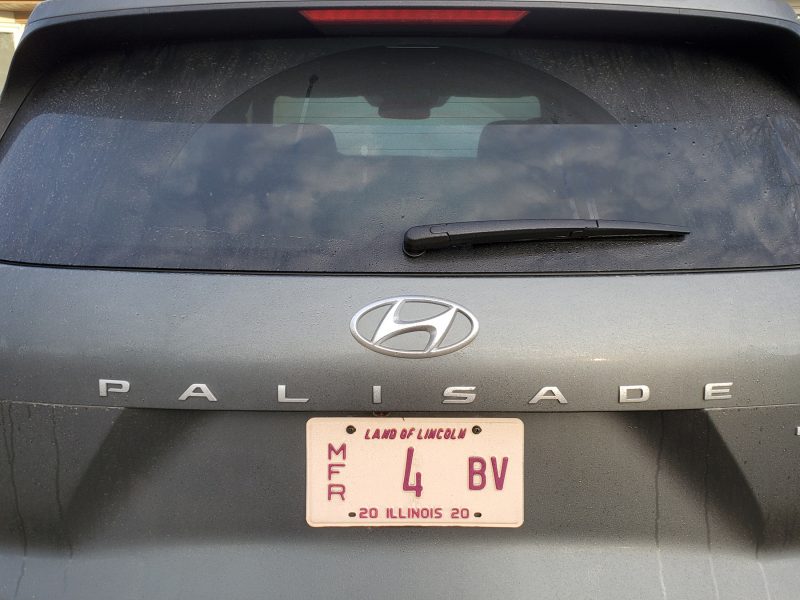 PALISADE
LAND OF LINCOLN
MFR 4 BV
20 ILLINOIS 20